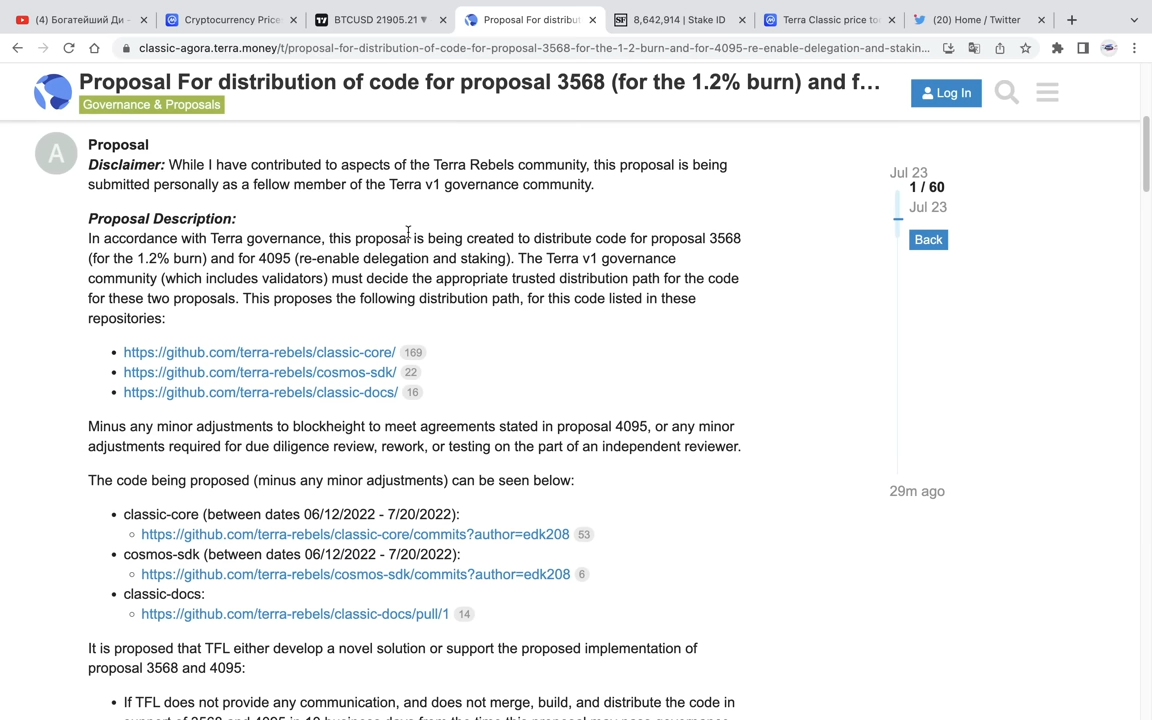 (4) Богатейший Ди -
Cryptocurrency Price
BTCUSD 21905.21 ▼
Proposal For distribut
8,642,914 | Stake ID
Terra Classic price to
(20) Home / Twitter
classic-agora.terra.money/t/proposal-for-distribution-of-code-for-proposal-3568-for-the-1-2-burn-and-for-4095-re-enable-delegation-and-stakin...
Proposal For distribution of code for proposal 3568 (for the 1.2% burn) and f...
Governance & Proposals
Log In
A
Proposal
Disclaimer: While I have contributed to aspects of the Terra Rebels community, this proposal is being
submitted personally as a fellow member of the Terra v1 governance community.
Proposal Description:
In accordance with Terra governance, this proposal is being created to distribute code for proposal 3568
(for the 1.2% burn) and for 4095 (re-enable delegation and staking). The Terra v1 governance
community (which includes validators) must decide the appropriate trusted distribution path for the code
for these two proposals. This proposes the following distribution path, for this code listed in these
repositories:
• https://github.com/terra-rebels/classic-core/ 169
• https://github.com/terra-rebels/cosmos-sdk/ 22
• https://github.com/terra-rebels/classic-docs/ 16
Minus any minor adjustments to blockheight to meet agreements stated in proposal 4095, or any minor
adjustments required for due diligence review, rework, or testing on the part of an independent reviewer.
The code being proposed (minus any minor adjustments) can be seen below:
• classic-core (between dates 06/12/2022 - 7/20/2022):
◦ https://github.com/terra-rebels/classic-core/commits?author=edk208 53
• cosmos-sdk (between dates 06/12/2022 - 7/20/2022):
◦ https://github.com/terra-rebels/cosmos-sdk/commits?author=edk208 6
• classic-docs:
◦ https://github.com/terra-rebels/classic-docs/pull/1 14
It is proposed that TFL either develop a novel solution or support the proposed implementation of
proposal 3568 and 4095:
• If TFL does not provide any communication, and does not merge, build, and distribute the code in
support of 3568 and 4095 in 10 business days from the time this proposal may pass governance
Jul 23
1 / 60
Jul 23
Back
29m ago